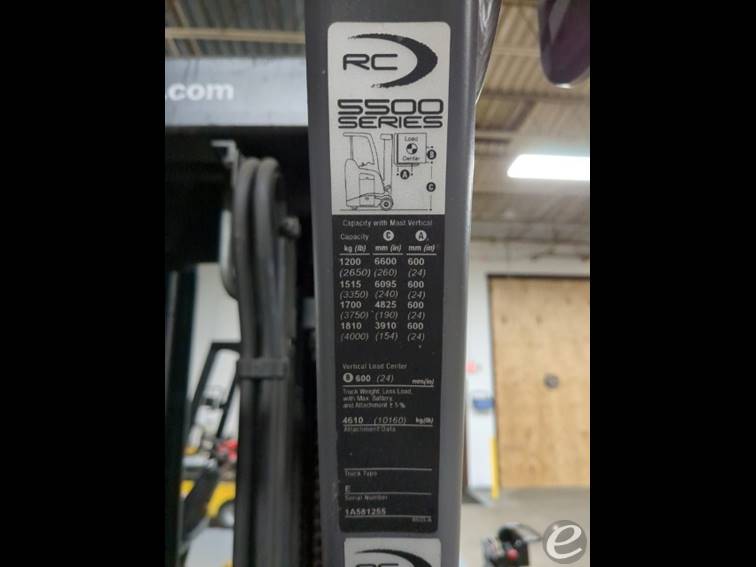 .com
RC
5500
SERIES
Load
Center
B
A
C
Capacity with Mast Vertical
Capacity C A
kg (lb) mm (in) mm (in)
1200 6600 600
(2650) (260) (24)
1515 6095 600
(3350) (240) (24)
1700 4825 600
(3750) (190) (24)
1810 3910 600
(4000) (154) (24)
Vertical Load Center
B 600 (24) mm(in)
Truck Weight, Less Load,
with Max. Battery,
and Attachment ± 5 %
4610 (10160) kg(lb)
Attachment Data
Truck Type
E
Serial Number
1A581255
RC
e